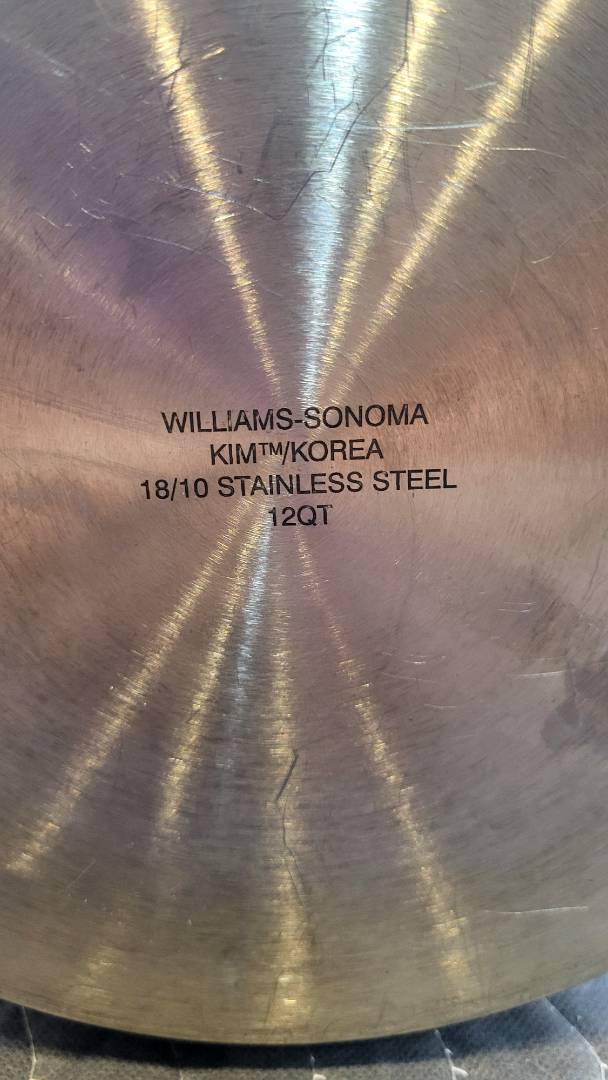 WILLIAMS-SONOMA
KIM™/KOREA
18/10 STAINLESS STEEL
12QT